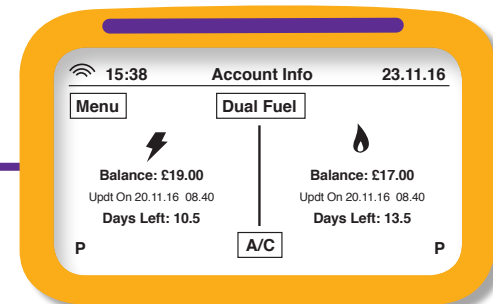 15:38 Account Info 23.11.16
Menu Dual Fuel
Balance: £19.00 Balance: £17.00
Updt On 20.11.16 08.40 Updt On 20.11.16 08.40
Days Left: 10.5 Days Left: 13.5
P A/C P